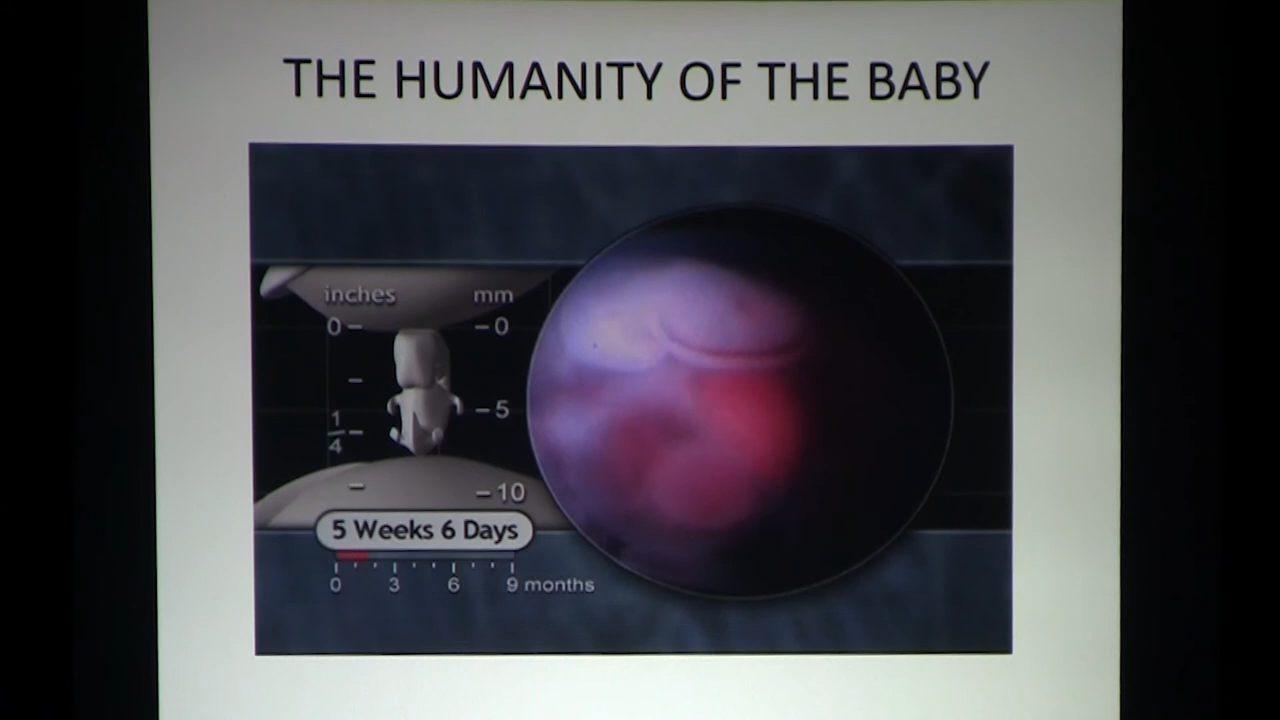 THE HUMANITY OF THE BABY
inches mm
0 0
5
1/4
10
5 Weeks 6 Days
0 3 6 9 months